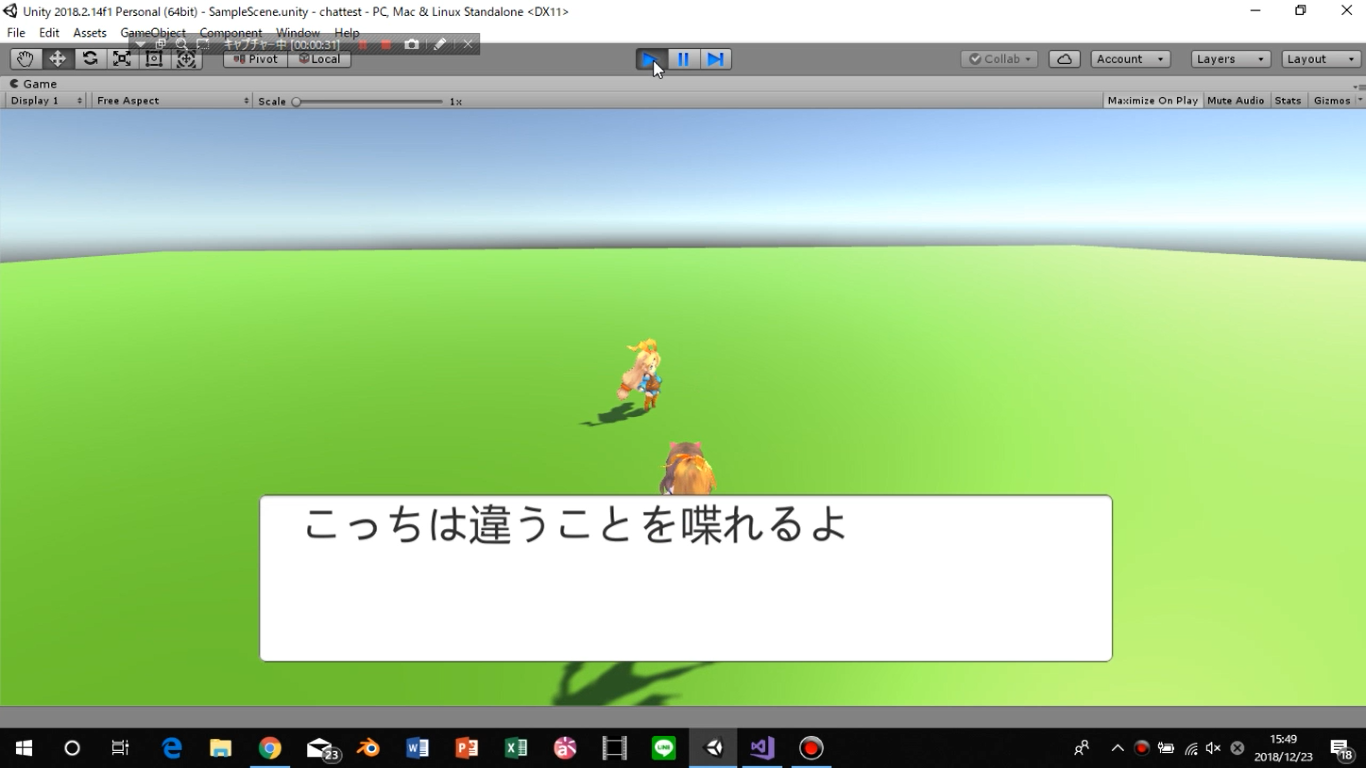 Unity 2018.2.14f1 Personal (64bit) - SampleScene.unity - chattest - PC, Mac & Linux Standalone <DX11>
File Edit Assets GameObject Component Window Help
キャプチャー中 [00:00:31]
Pivot Local Collab Account Layers Layout
Game
Display 1 Free Aspect Scale 1x Maximize On Play Mute Audio Stats Gizmos
こっちは違うことを喋れるよ
23
LINE
15:49
2018/12/23
18